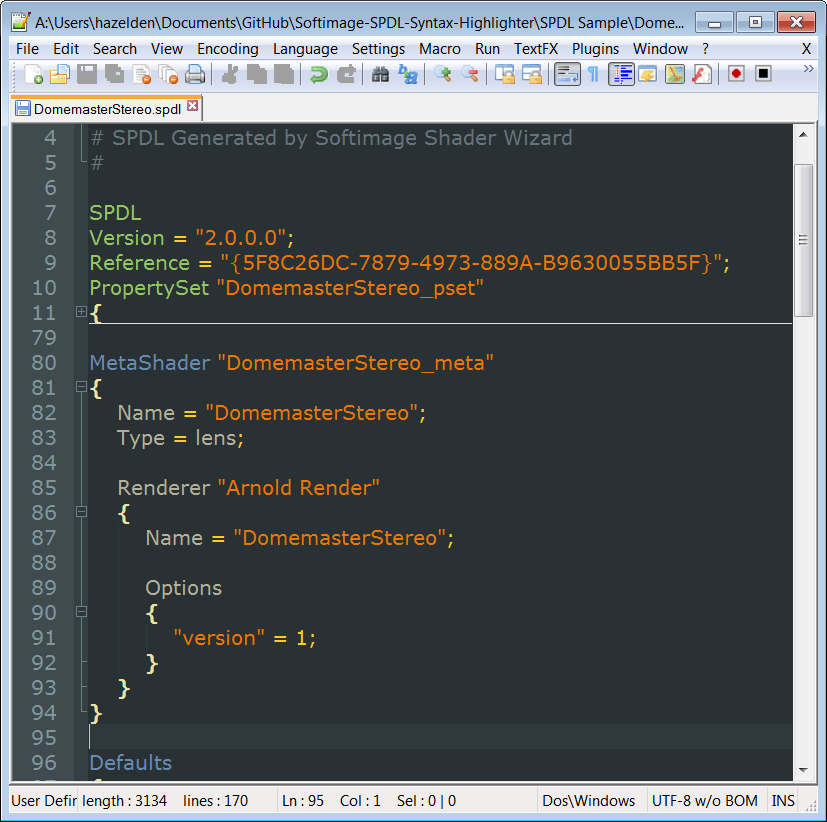 A:\Users\hazelden\Documents\GitHub\Softimage-SPDL-Syntax-Highlighter\SPDL Sample\Dome...
File Edit Search View Encoding Language Settings Macro Run TextFX Plugins Window ? X
DomemasterStereo.spdl
4 # SPDL Generated by Softimage Shader Wizard
5 #
6
7 SPDL
8 Version = "2.0.0.0";
9 Reference = "{5F8C26DC-7879-4973-889A-B9630055BB5F}";
10 PropertySet "DomemasterStereo_pset"
11 {
79
80 MetaShader "DomemasterStereo_meta"
81 {
82 Name = "DomemasterStereo";
83 Type = lens;
84
85 Renderer "Arnold Render"
86 {
87 Name = "DomemasterStereo";
88
89 Options
90 {
91 "version" = 1;
92 }
93 }
94 }
95
96 Defaults
User Defir length : 3134 lines : 170 Ln : 95 Col : 1 Sel : 0 | 0 Dos\Windows UTF-8 w/o BOM INS